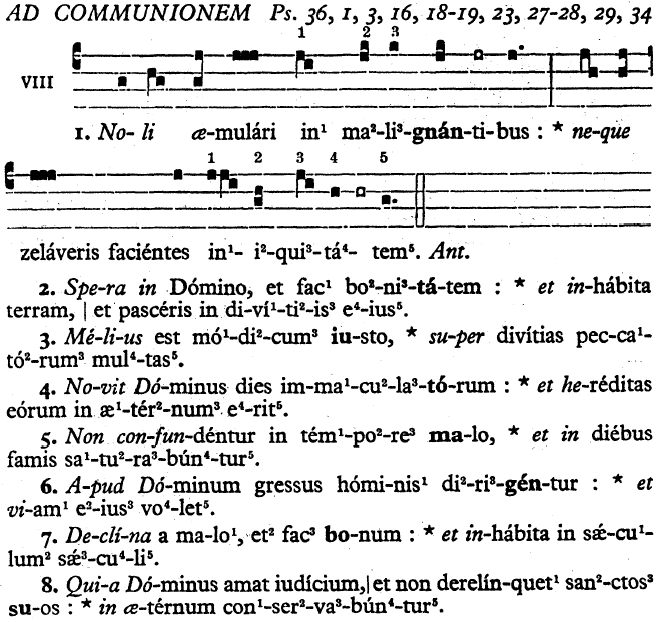 AD COMMUNIONEM Ps. 36, 1, 3, 16, 18-19, 23, 27-28, 29, 34
1 2 3
VIII
1. No- li æ-mulári in¹ ma²-li³-gnán-ti-bus : * ne-que
1 2 3 4 5
zeláveris faciéntes in¹- i²-qui³-tá⁴- tem⁵. Ant.
2. Spe-ra in Dómino, et fac¹ bo²-ni³-tá-tem : * et in-hábita
terram, | et pascéris in di-ví¹-ti²-is³ e⁴-ius⁵.
3. Mé-li-us est mó¹-di²-cum³ iu-sto, * su-per divítias pec-ca¹-
tó²-rum³ mul⁴-tas⁵.
4. No-vit Dó-minus dies im-ma¹-cu²-la³-tó-rum : * et he-réditas
eórum in æ¹-tér²-num³ e⁴-rit⁵.
5. Non con-fun-déntur in tém¹-po²-re³ ma-lo, * et in diébus
famis sa¹-tu²-ra³-bún⁴-tur⁵.
6. A-pud Dó-minum gressus hómi-nis¹ di²-ri³-gén-tur : * et
vi-am¹ e²-ius³ vo⁴-let⁵.
7. De-clí-na a ma-lo¹, et² fac³ bo-num : * et in-hábita in sǽ-cu¹-
lum² sǽ³-cu⁴-li⁵.
8. Qui-a Dó-minus amat iudícium,| et non derelín-quet¹ san²-ctos³
su-os : * in æ-térnum con¹-ser²-va³-bún⁴-tur⁵.